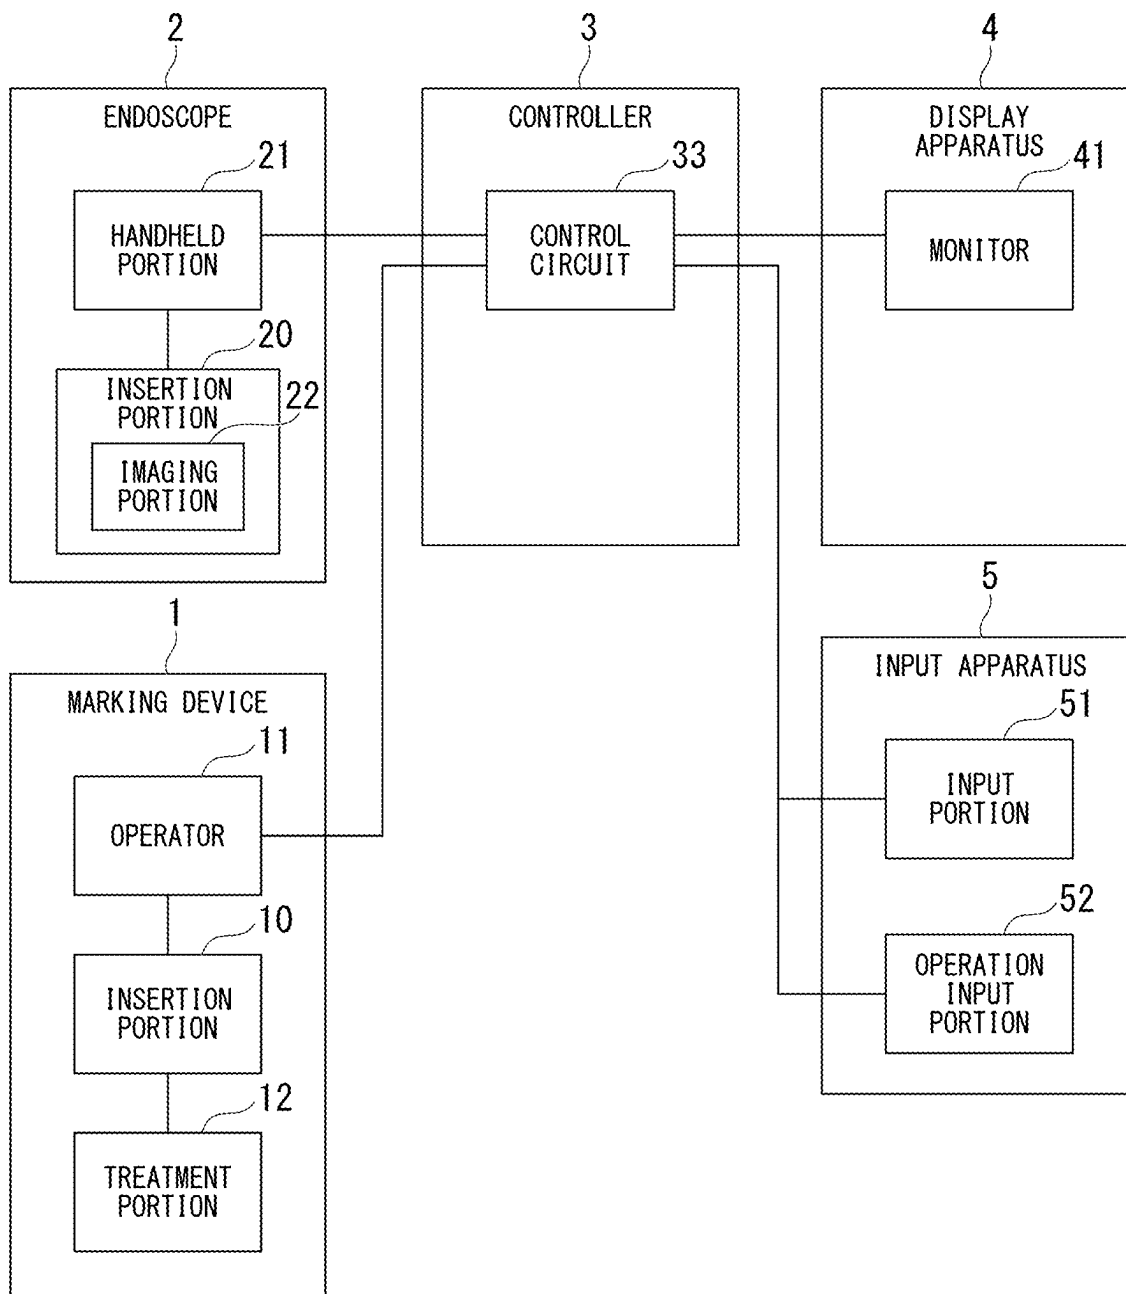 2
ENDOSCOPE
21
HANDHELD
PORTION
20
INSERTION
PORTION
22
IMAGING
PORTION
3
CONTROLLER
33
CONTROL
CIRCUIT
4
DISPLAY
APPARATUS
41
MONITOR
1
MARKING DEVICE
11
OPERATOR
10
INSERTION
PORTION
12
TREATMENT
PORTION
5
INPUT APPARATUS
51
INPUT
PORTION
52
OPERATION
INPUT
PORTION